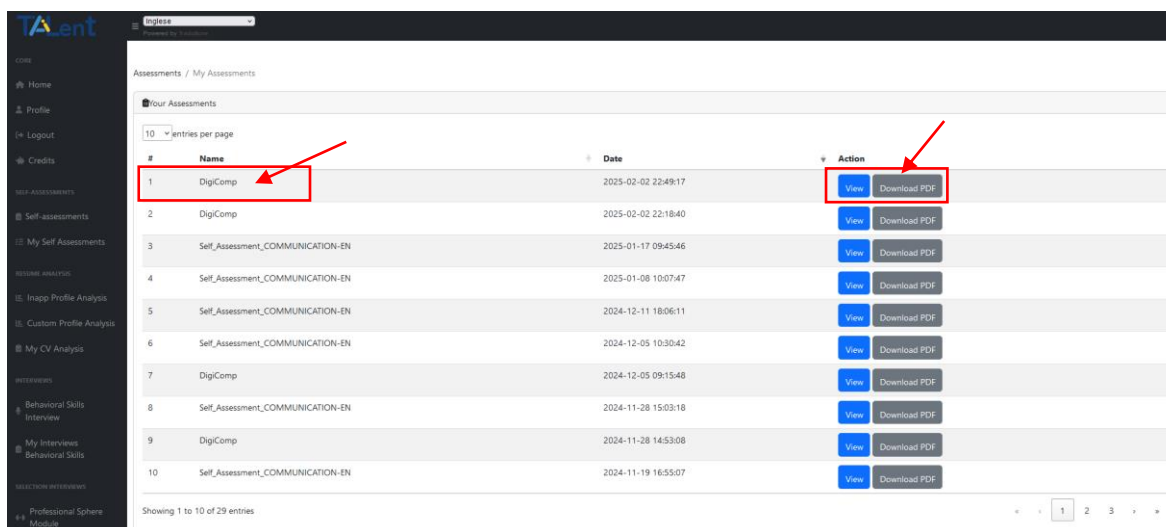 TALent
Inglese
Powered by Translate
CORE
Home
Profile
Logout
Credits
SELF-ASSESSMENTS
Self-assessments
My Self Assessments
RESUME ANALYSIS
Inapp Profile Analysis
Custom Profile Analysis
My CV Analysis
INTERVIEWS
Behavioral Skills
Interview
My Interviews
Behavioral Skills
SELECTION INTERVIEWS
Professional Sphere
Module
Assessments / My Assessments
Your Assessments
10 entries per page
# Name Date Action
1 DigiComp 2025-02-02 22:49:17 View Download PDF
2 DigiComp 2025-02-02 22:18:40 View Download PDF
3 Self_Assessment_COMMUNICATION-EN 2025-01-17 09:45:46 View Download PDF
4 Self_Assessment_COMMUNICATION-EN 2025-01-08 10:07:47 View Download PDF
5 Self_Assessment_COMMUNICATION-EN 2024-12-11 18:06:11 View Download PDF
6 Self_Assessment_COMMUNICATION-EN 2024-12-05 10:30:42 View Download PDF
7 DigiComp 2024-12-05 09:15:48 View Download PDF
8 Self_Assessment_COMMUNICATION-EN 2024-11-28 15:03:18 View Download PDF
9 DigiComp 2024-11-28 14:53:08 View Download PDF
10 Self_Assessment_COMMUNICATION-EN 2024-11-19 16:55:07 View Download PDF
Showing 1 to 10 of 29 entries « ‹ 1 2 3 › »